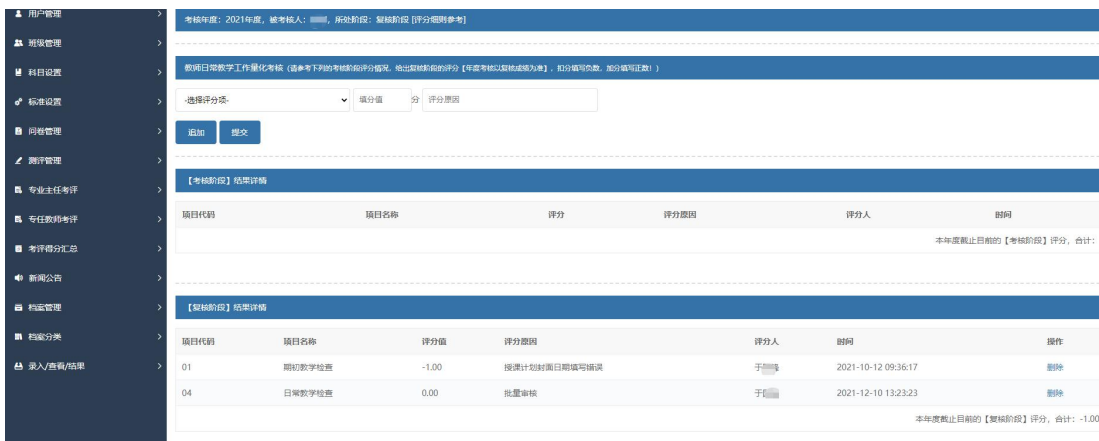 用户管理
班级管理
科目设置
标准设置
问卷管理
测评管理
专业主任考评
专任教师考评
考评得分汇总
新闻公告
档案管理
档案分类
录入/查看/结果
考核年度：2021年度，被考核人： ，所处阶段：复核阶段 [评分细则参考]
教师日常教学工作量化考核（请参考下列的考核阶段评分情况，给出复核阶段的评分【年度考核以复核成绩为准】，扣分填写负数，加分填写正数！）
-选择评分项- 填分值 分 评分原因
追加 提交
【考核阶段】结果详情
项目代码 项目名称 评分 评分原因 评分人 时间
本年度截止目前的【考核阶段】评分，合计：
【复核阶段】结果详情
项目代码 项目名称 评分值 评分原因 评分人 时间 操作
01 期初教学检查 -1.00 授课计划封面日期填写错误 于 2021-10-12 09:36:17 删除
04 日常教学检查 0.00 批量审核 于 2021-12-10 13:23:23 删除
本年度截止目前的【复核阶段】评分，合计：-1.00